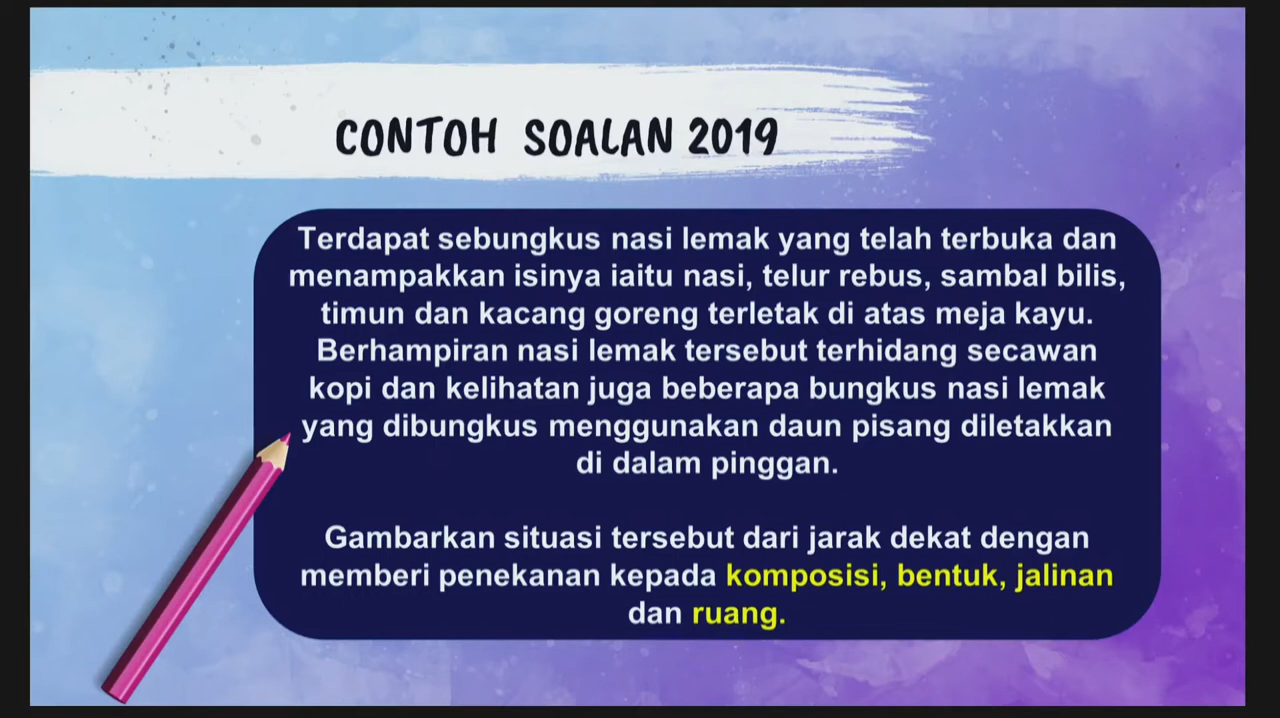 CONTOH SOALAN 2019
Terdapat sebungkus nasi lemak yang telah terbuka dan
menampakkan isinya iaitu nasi, telur rebus, sambal bilis,
timun dan kacang goreng terletak di atas meja kayu.
Berhampiran nasi lemak tersebut terhidang secawan
kopi dan kelihatan juga beberapa bungkus nasi lemak
yang dibungkus menggunakan daun pisang diletakkan
di dalam pinggan.
Gambarkan situasi tersebut dari jarak dekat dengan
memberi penekanan kepada komposisi, bentuk, jalinan
dan ruang.